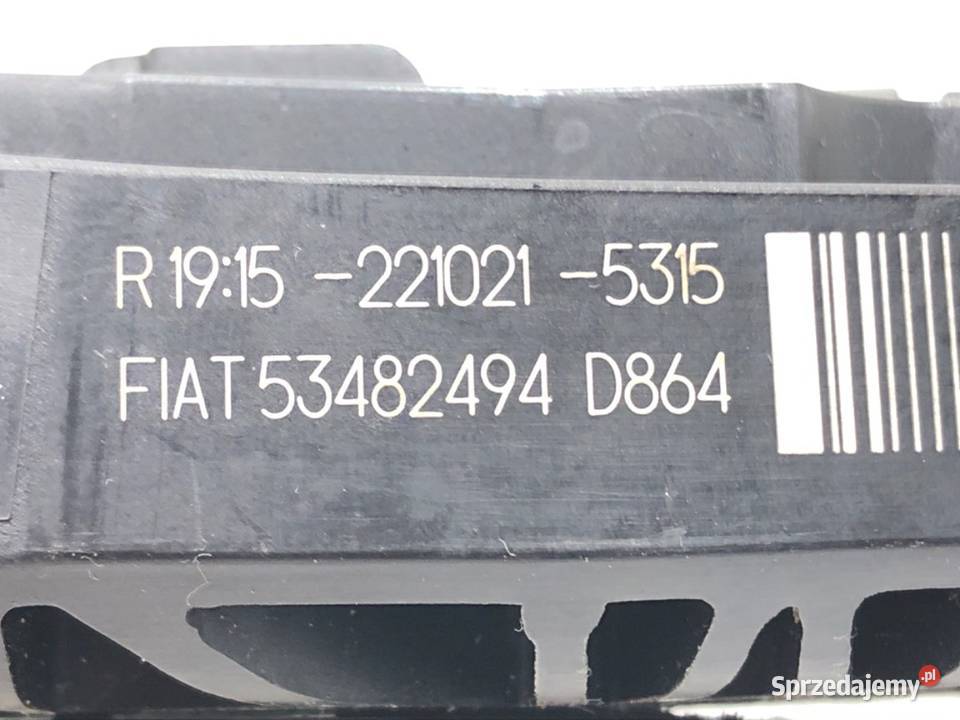 R 19:15 -221021 -5315
FIAT 53482494 D864
Sprzedajemy.pl